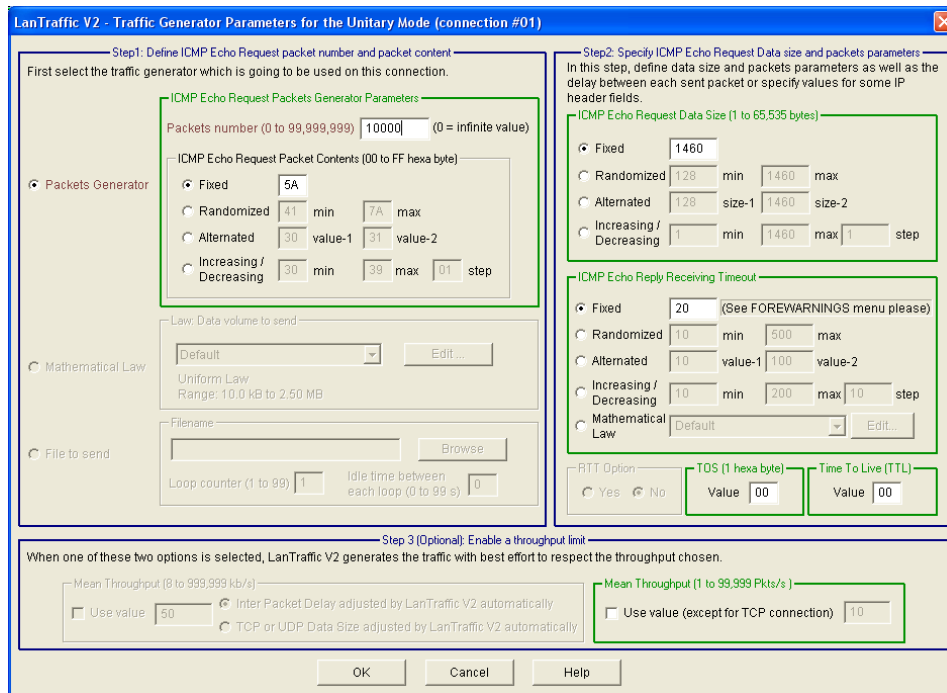 LanTraffic V2 - Traffic Generator Parameters for the Unitary Mode (connection #01)
Step1: Define ICMP Echo Request packet number and packet content
First select the traffic generator which is going to be used on this connection.
ICMP Echo Request Packets Generator Parameters
Packets number (0 to 99,999,999) 10000 (0 = infinite value)
ICMP Echo Request Packet Contents (00 to FF hexa byte)
Packets Generator
Fixed 5A
Randomized 41 min 7A max
Alternated 30 value-1 31 value-2
Increasing /
Decreasing 30 min 39 max 01 step
Law: Data volume to send
Mathematical Law
Default Edit ...
Uniform Law
Range: 10.0 kB to 2.50 MB
Filename
File to send
Browse
Loop counter (1 to 99) 1 Idle time between
each loop (0 to 99 s) 0
Step2: Specify ICMP Echo Request Data size and packets parameters
In this step, define data size and packets parameters as well as the
delay between each sent packet or specify values for some IP
header fields.
ICMP Echo Request Data Size (1 to 65,535 bytes)
Fixed 1460
Randomized 128 min 1460 max
Alternated 128 size-1 1460 size-2
Increasing /
Decreasing 1 min 1460 max 1 step
ICMP Echo Reply Receiving Timeout
Fixed 20 (See FOREWARNINGS menu please)
Randomized 10 min 500 max
Alternated 10 value-1 100 value-2
Increasing /
Decreasing 10 min 200 max 10 step
Mathematical
Law Default Edit...
RTT Option
Yes No
TOS (1 hexa byte)
Value 00
Time To Live (TTL)
Value 00
Step 3 (Optional): Enable a throughput limit
When one of these two options is selected, LanTraffic V2 generates the traffic with best effort to respect the throughput chosen.
Mean Throughput (8 to 999,999 kb/s)
Use value 50
Inter Packet Delay adjusted by LanTraffic V2 automatically
TCP or UDP Data Size adjusted by LanTraffic V2 automatically
Mean Throughput (1 to 99,999 Pkts/s )
Use value (except for TCP connection) 10
OK Cancel Help